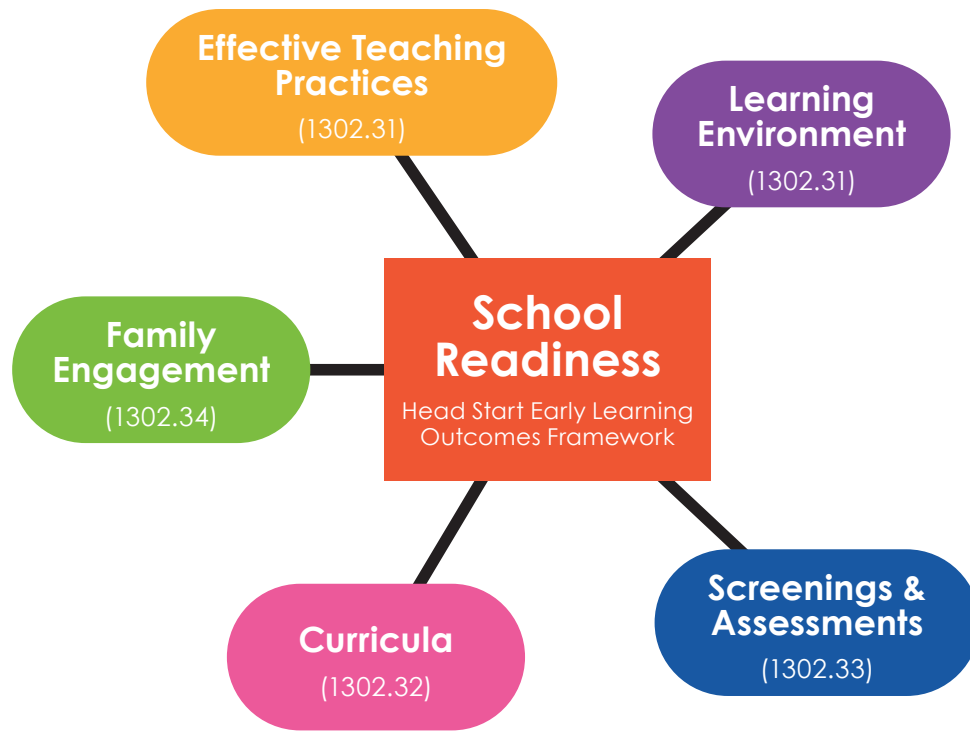 Effective Teaching
Practices
(1302.31)
Learning
Environment
(1302.31)
School
Readiness
Head Start Early Learning
Outcomes Framework
Family
Engagement
(1302.34)
Curricula
(1302.32)
Screenings &
Assessments
(1302.33)